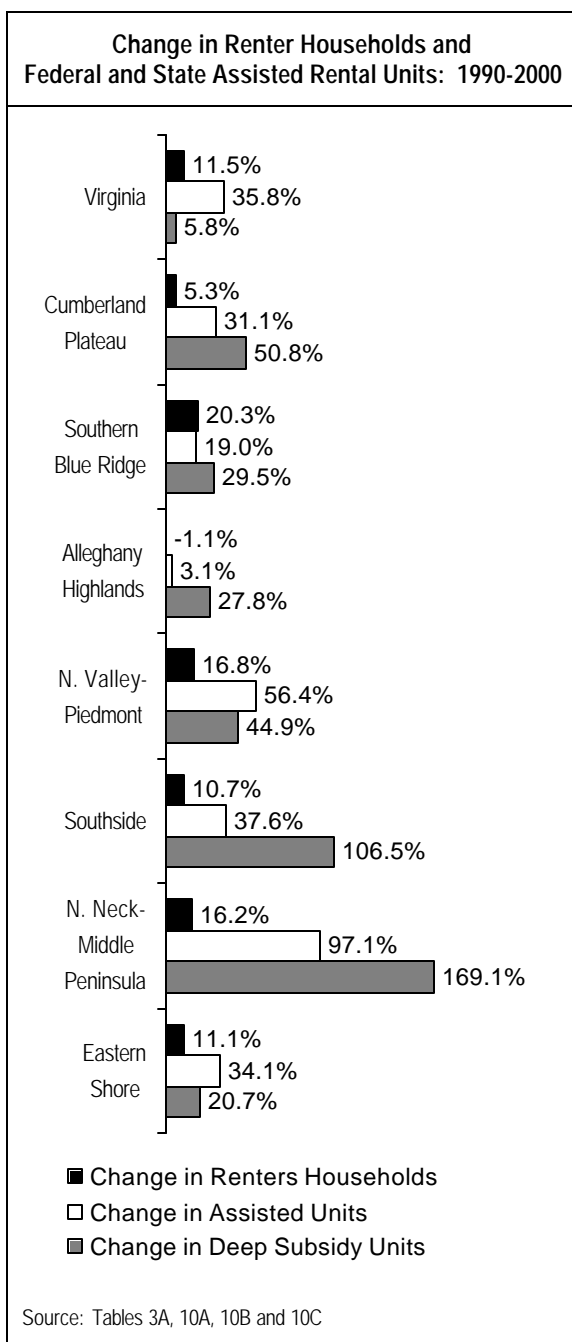 Change in Renter Households and
Federal and State Assisted Rental Units: 1990-2000
Virginia
11.5%
35.8%
5.8%
Cumberland
Plateau
5.3%
31.1%
50.8%
Southern
Blue Ridge
20.3%
19.0%
29.5%
Alleghany
Highlands
-1.1%
3.1%
27.8%
N. Valley-
Piedmont
16.8%
56.4%
44.9%
Southside
10.7%
37.6%
106.5%
N. Neck-
Middle
Peninsula
16.2%
97.1%
169.1%
Eastern
Shore
11.1%
34.1%
20.7%
Change in Renters Households
Change in Assisted Units
Change in Deep Subsidy Units
Source: Tables 3A, 10A, 10B and 10C